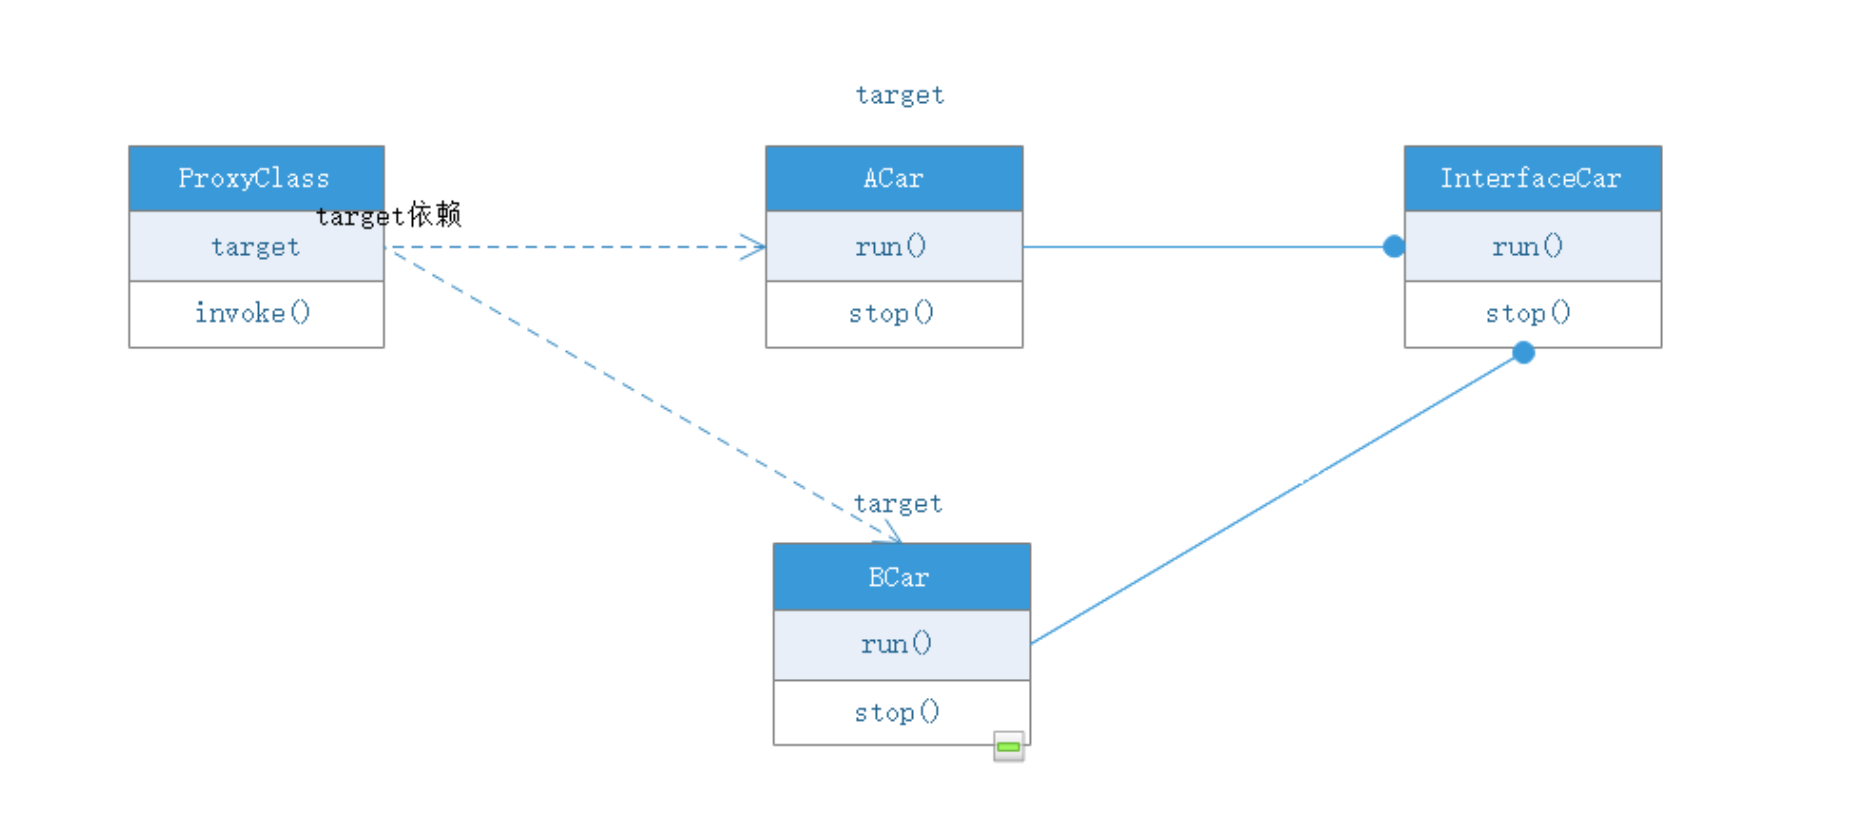 target
ProxyClass
target依赖
target
invoke()
ACar
run()
stop()
InterfaceCar
run()
stop()
target
BCar
run()
stop()